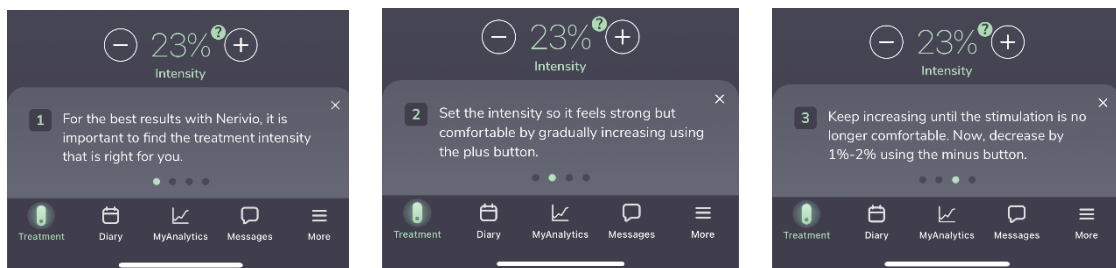 − 23% ? +
Intensity
1
For the best results with Nerivio, it is
important to find the treatment intensity
that is right for you.
Treatment Diary MyAnalytics Messages More
− 23% ? +
Intensity
2
Set the intensity so it feels strong but
comfortable by gradually increasing using
the plus button.
Treatment Diary MyAnalytics Messages More
− 23% ? +
Intensity
3
Keep increasing until the stimulation is no
longer comfortable. Now, decrease by
1%-2% using the minus button.
Treatment Diary MyAnalytics Messages More